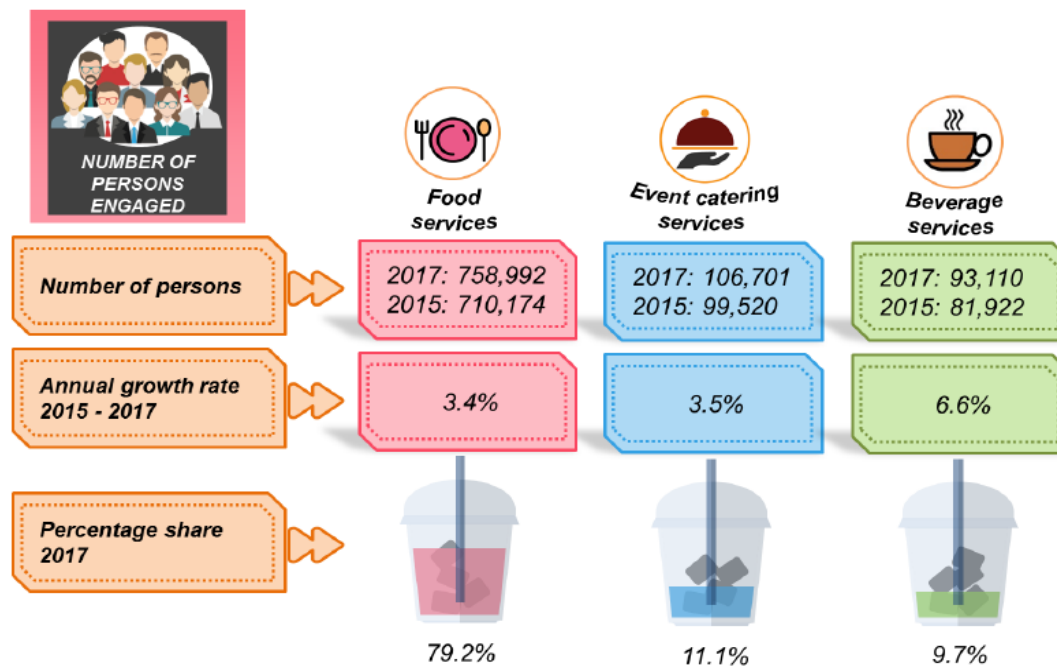 NUMBER OF
PERSONS
ENGAGED
Food
services
Event catering
services
Beverage
services
Number of persons
2017: 758,992
2015: 710,174
2017: 106,701
2015: 99,520
2017: 93,110
2015: 81,922
Annual growth rate
2015 - 2017
3.4%
3.5%
6.6%
Percentage share
2017
79.2%
11.1%
9.7%